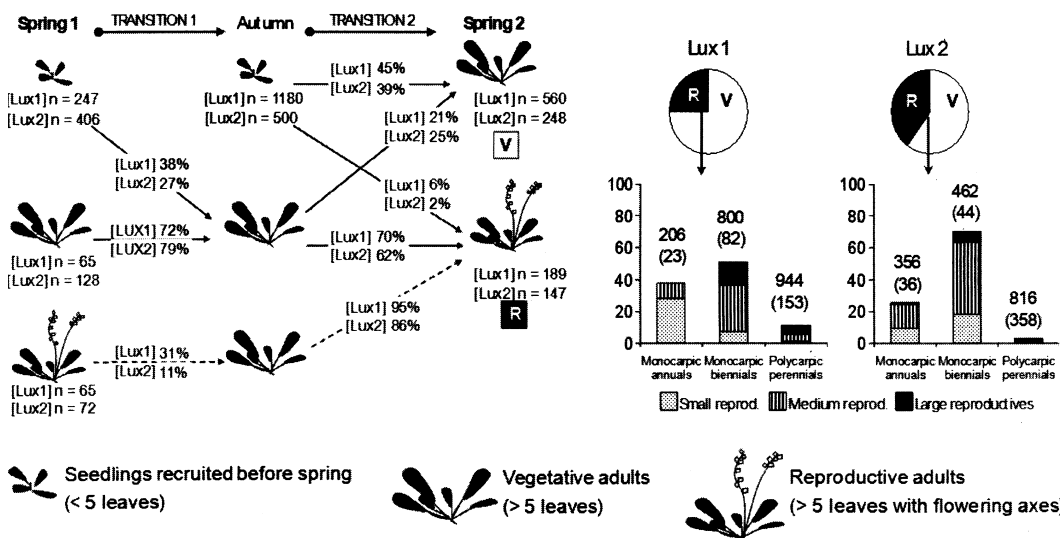 Spring 1
TRANSITION 1
Autumn
TRANSITION 2
Spring 2
[Lux1] n = 247
[Lux2] n = 406
[Lux1] n = 1180
[Lux2] n = 500
[Lux1] 45%
[Lux2] 39%
[Lux1] n = 560
[Lux2] n = 248
V
[Lux1] 21%
[Lux2] 25%
[Lux1] 38%
[Lux2] 27%
[Lux1] 6%
[Lux2] 2%
[LUX1] 72%
[LUX2] 79%
[Lux1] 70%
[Lux2] 62%
[Lux1] n = 65
[Lux2] n = 128
[Lux1] n = 189
[Lux2] n = 147
R
[Lux1] 95%
[Lux2] 86%
[Lux1] 31%
[Lux2] 11%
[Lux1] n = 65
[Lux2] n = 72
Lux 1
R V
100
80
60
40
20
0
206
(23)
800
(82)
944
(153)
Monocarpic annuals
Monocarpic biennials
Polycarpic perennials
Lux 2
R V
100
80
60
40
20
0
356
(36)
462
(44)
816
(358)
Monocarpic annuals
Monocarpic biennials
Polycarpic perennials
Small reprod.
Medium reprod.
Large reproductives
Seedlings recruited before spring
(< 5 leaves)
Vegetative adults
(> 5 leaves)
Reproductive adults
(> 5 leaves with flowering axes)